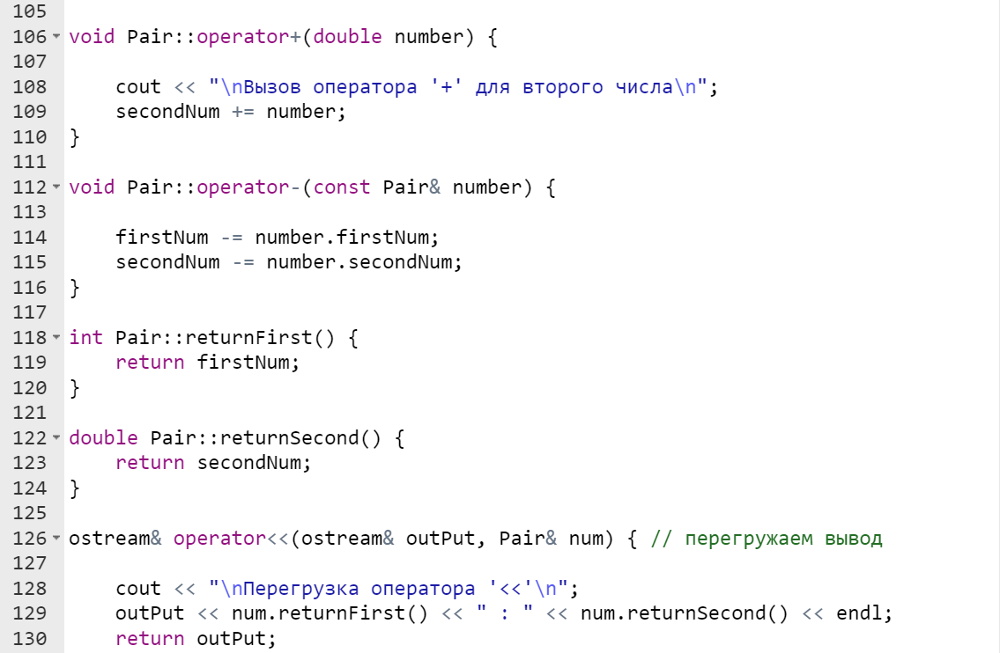 105
106 void Pair::operator+(double number) {
107
108     cout << "\nВызов оператора '+' для второго числа\n";
109     secondNum += number;
110 }
111
112 void Pair::operator-(const Pair& number) {
113
114     firstNum -= number.firstNum;
115     secondNum -= number.secondNum;
116 }
117
118 int Pair::returnFirst() {
119     return firstNum;
120 }
121
122 double Pair::returnSecond() {
123     return secondNum;
124 }
125
126 ostream& operator<<(ostream& outPut, Pair& num) { // перегружаем вывод
127
128     cout << "\nПерегрузка оператора '<<'\n";
129     outPut << num.returnFirst() << " : " << num.returnSecond() << endl;
130     return outPut;